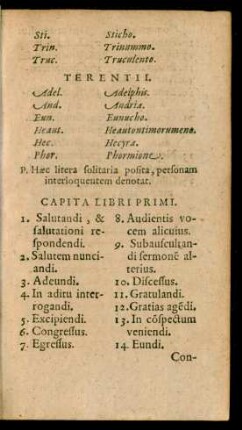 Sti. Sticho.
Trin. Trinummo.
Truc. Truculento.
TERENTII.
Adel. Adelphis.
And. Andria.
Eun. Eunucho.
Heaut. Heautontimorumeno.
Hec. Hecyra.
Phor. Phormione.
P. Hæc litera solitaria posita, personam
interloquentem denotat.
CAPITA LIBRI PRIMI.
1. Salutandi, &
salutationi re-
spondendi.
2. Salutem nunci-
andi.
3. Adeundi.
4. In aditu inter-
rogandi.
5. Excipiendi.
6. Congressus.
7. Egressus.
8. Audientis vo-
cem alicuius.
9. Subauscultan-
di sermonē al-
terius.
10. Discessus.
11. Gratulandi.
12. Gratias agēdi.
13. In cōspectum
veniendi.
14. Eundi.
Con-